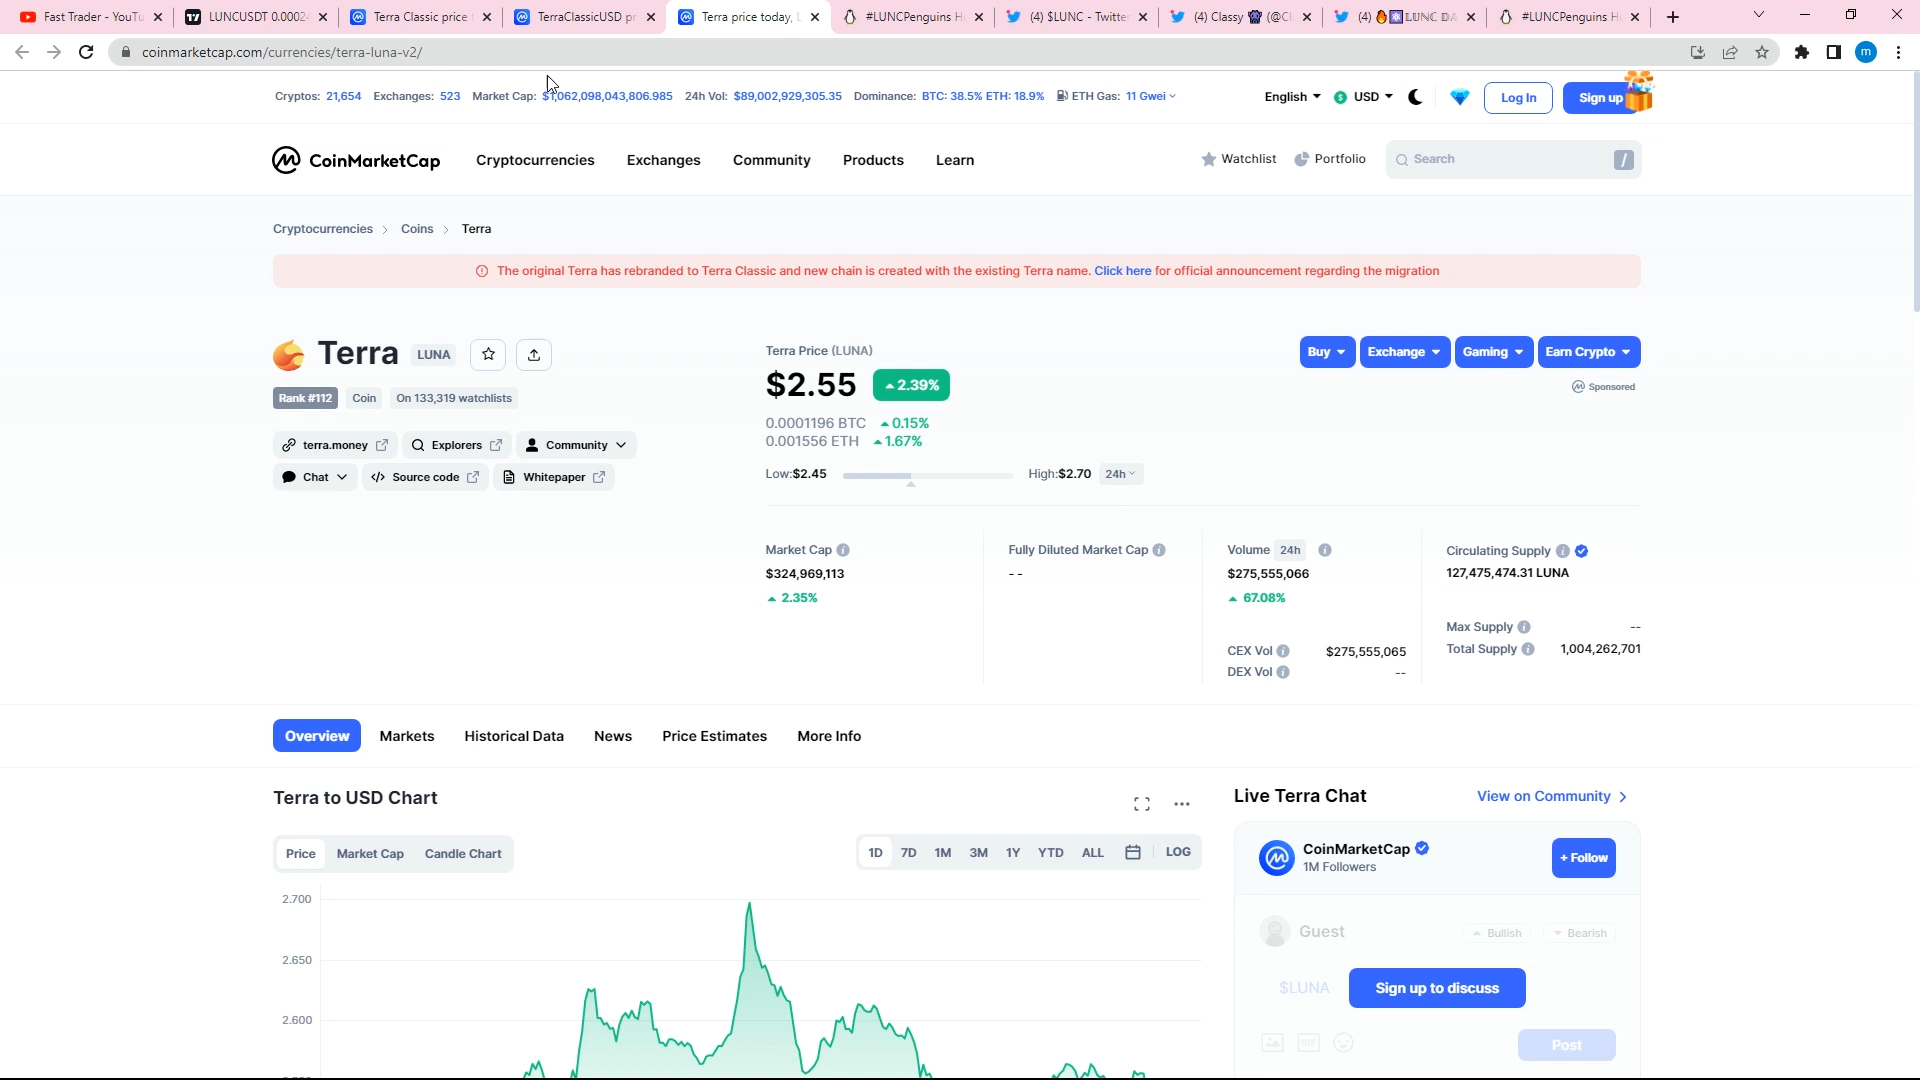 Fast Trader - YouTu
LUNCUSDT 0.0002
Terra Classic price
TerraClassicUSD pr
Terra price today, L
#LUNCPenguins H
(4) $LUNC - Twitter
(4) Classy 👾 (@Cl
(4) 🔥⚛️ 𝕃𝕌ℕℂ 𝔻𝔸
#LUNCPenguins H
coinmarketcap.com/currencies/terra-luna-v2/
m
Cryptos: 21,654 Exchanges: 523 Market Cap: $1,062,098,043,806.985 24h Vol: $89,002,929,305.35 Dominance: BTC: 38.5% ETH: 18.9% ETH Gas: 11 Gwei
English USD Log In Sign up
CoinMarketCap Cryptocurrencies Exchanges Community Products Learn
Watchlist Portfolio Search /
Cryptocurrencies > Coins > Terra
The original Terra has rebranded to Terra Classic and new chain is created with the existing Terra name. Click here for official announcement regarding the migration
Terra LUNA
Rank #112 Coin On 133,319 watchlists
terra.money Explorers Community
Chat Source code Whitepaper
Terra Price (LUNA)
$2.55 2.39%
0.0001196 BTC 0.15%
0.001556 ETH 1.67%
Low:$2.45 High:$2.70 24h
Buy Exchange Gaming Earn Crypto
Sponsored
Market Cap
$324,969,113
2.35%
Fully Diluted Market Cap
- -
Volume 24h
$275,555,066
67.08%
CEX Vol $275,555,065
DEX Vol --
Circulating Supply
127,475,474.31 LUNA
Max Supply --
Total Supply 1,004,262,701
Overview Markets Historical Data News Price Estimates More Info
Terra to USD Chart
Price Market Cap Candle Chart
1D 7D 1M 3M 1Y YTD ALL LOG
2.700
2.650
2.600
Live Terra Chat View on Community >
CoinMarketCap
1M Followers
+ Follow
Guest Bullish Bearish
$LUNA Sign up to discuss
GIF Post